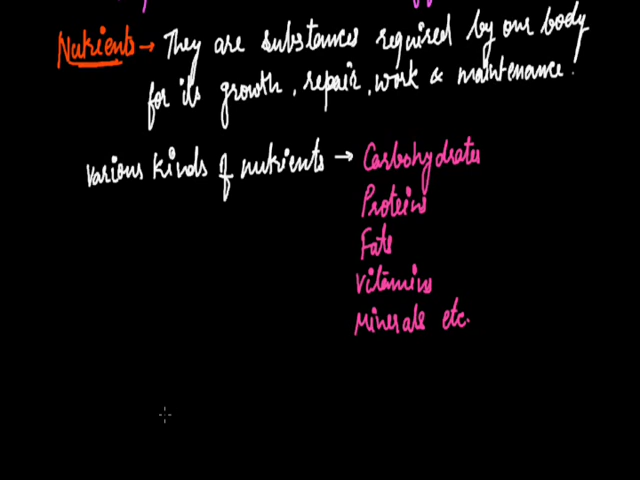 Nutrients → They are substances required by our body
for its growth, repair, work & maintenance.
Various kinds of nutrients → Carbohydrates
Proteins
Fats
Vitamins
Minerals etc.